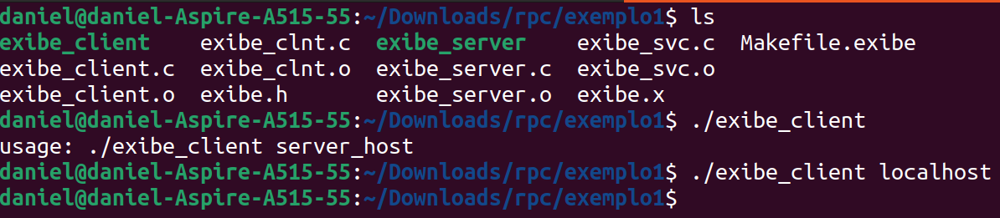 daniel@daniel-Aspire-A515-55:~/Downloads/rpc/exemplo1$ ls
exibe_client    exibe_clnt.c  exibe_server    exibe_svc.c  Makefile.exibe
exibe_client.c  exibe_clnt.o  exibe_server.c  exibe_svc.o
exibe_client.o  exibe.h       exibe_server.o  exibe.x
daniel@daniel-Aspire-A515-55:~/Downloads/rpc/exemplo1$ ./exibe_client
usage: ./exibe_client server_host
daniel@daniel-Aspire-A515-55:~/Downloads/rpc/exemplo1$ ./exibe_client localhost
daniel@daniel-Aspire-A515-55:~/Downloads/rpc/exemplo1$